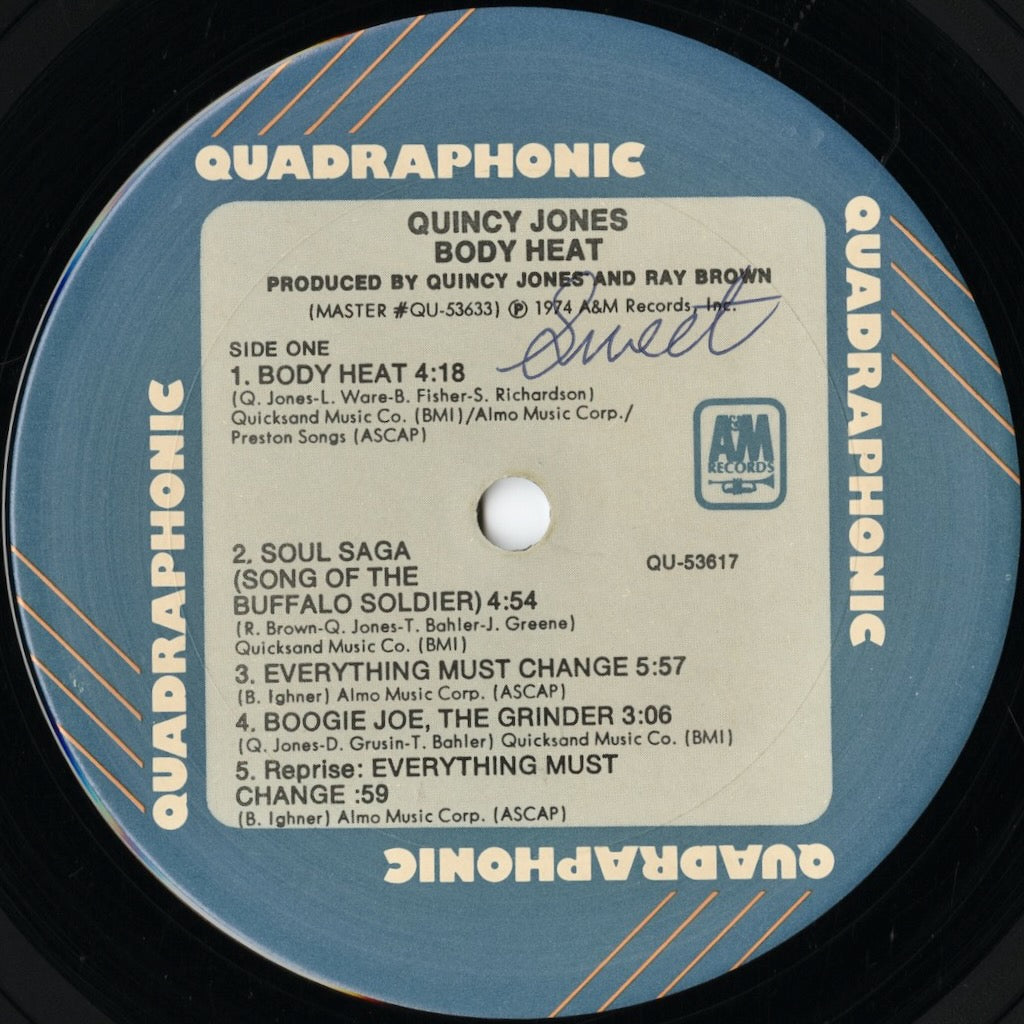 QUADRAPHONIC
QUINCY JONES
BODY HEAT
PRODUCED BY QUINCY JONES AND RAY BROWN
(MASTER #QU-53633) ℗ 1974 A&M Records, Inc.
Sweet
SIDE ONE
1. BODY HEAT 4:18
(Q. Jones-L. Ware-B. Fisher-S. Richardson)
Quicksand Music Co. (BMI)/Almo Music Corp./
Preston Songs (ASCAP)
A&M
RECORDS
QU-53617
2. SOUL SAGA
(SONG OF THE
BUFFALO SOLDIER) 4:54
(R. Brown-Q. Jones-T. Bahler-J. Greene)
Quicksand Music Co. (BMI)
3. EVERYTHING MUST CHANGE 5:57
(B. Ighner) Almo Music Corp. (ASCAP)
4. BOOGIE JOE, THE GRINDER 3:06
(Q. Jones-D. Grusin-T. Bahler) Quicksand Music Co. (BMI)
5. Reprise: EVERYTHING MUST
CHANGE :59
(B. Ighner) Almo Music Corp. (ASCAP)
QUADRAPHONIC
QUADRAPHONIC
QUADRAPHONIC